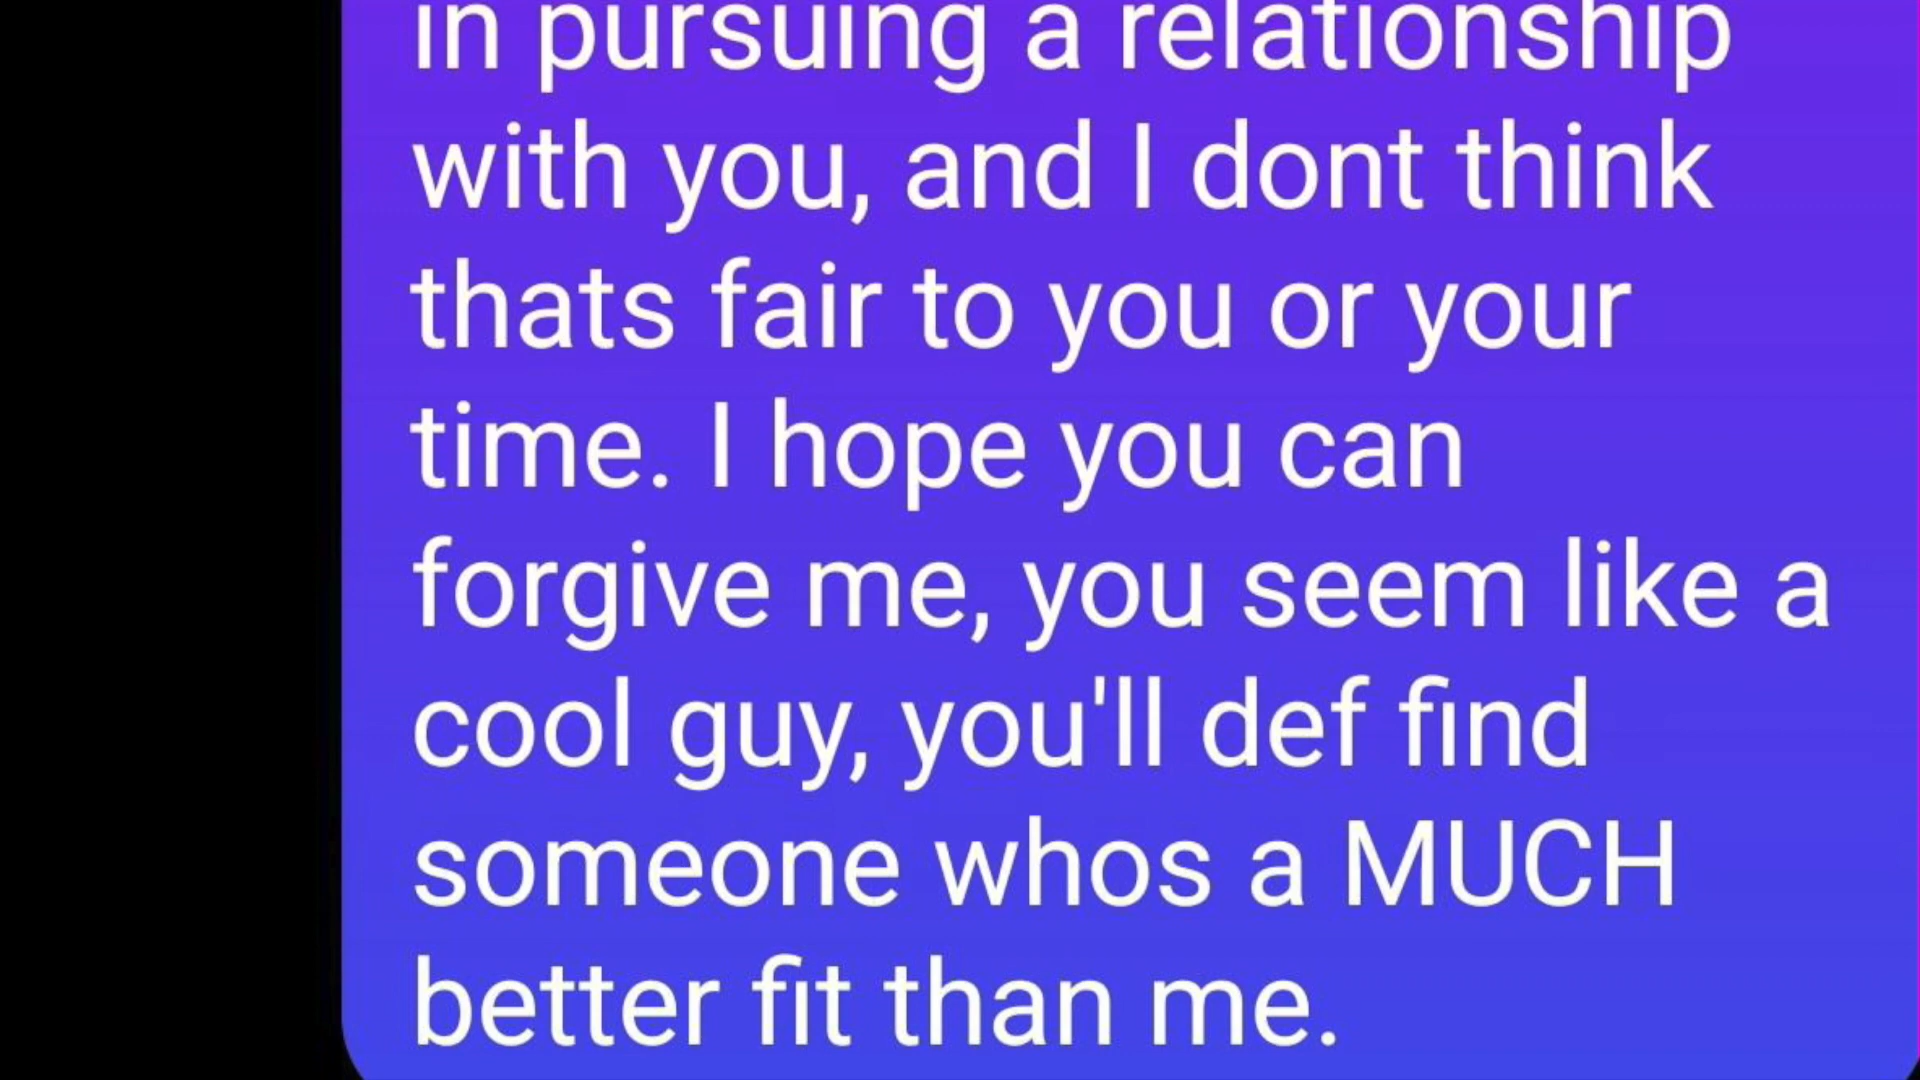 in pursuing a relationship
with you, and I dont think
thats fair to you or your
time. I hope you can
forgive me, you seem like a
cool guy, you'll def find
someone whos a MUCH
better fit than me.